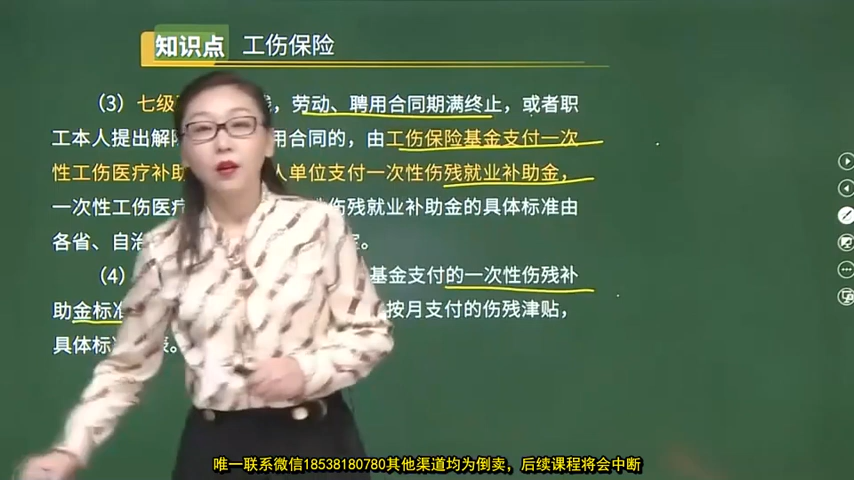 知识点 工伤保险
（3）七级 劳动、聘用合同期满终止，或者职
工本人提出解 用合同的，由工伤保险基金支付一次
性工伤医疗补助 人单位支付一次性伤残就业补助金，
一次性工伤医疗 伤残就业补助金的具体标准由
各省、自治 。
（4） 基金支付的一次性伤残补
助金标准 按月支付的伤残津贴，
具体标 。
唯一联系微信18538180780其他渠道均为倒卖，后续课程将会中断